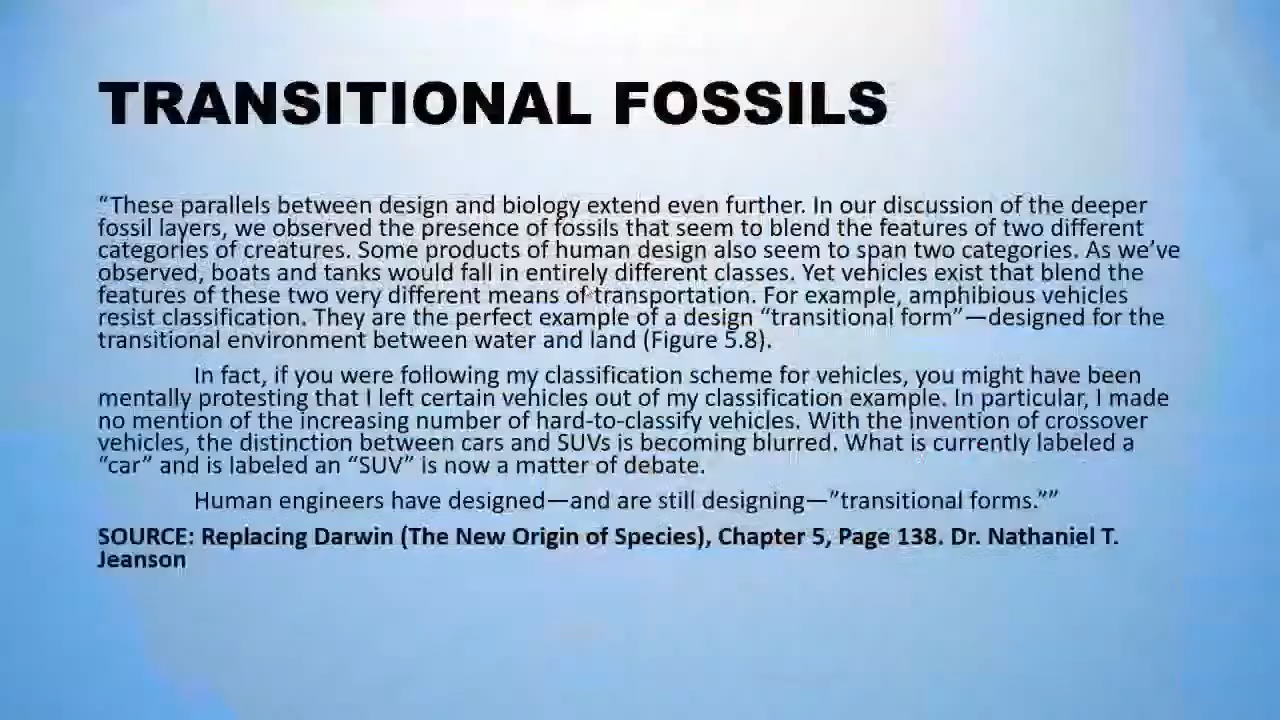 TRANSITIONAL FOSSILS
“These parallels between design and biology extend even further. In our discussion of the deeper
fossil layers, we observed the presence of fossils that seem to blend the features of two different
categories of creatures. Some products of human design also seem to span two categories. As we’ve
observed, boats and tanks would fall in entirely different classes. Yet vehicles exist that blend the
features of these two very different means of transportation. For example, amphibious vehicles
resist classification. They are the perfect example of a design “transitional form”—designed for the
transitional environment between water and land (Figure 5.8).
In fact, if you were following my classification scheme for vehicles, you might have been
mentally protesting that I left certain vehicles out of my classification example. In particular, I made
no mention of the increasing number of hard-to-classify vehicles. With the invention of crossover
vehicles, the distinction between cars and SUVs is becoming blurred. What is currently labeled a
“car” and is labeled an “SUV” is now a matter of debate.
Human engineers have designed—and are still designing—”transitional forms.””
SOURCE: Replacing Darwin (The New Origin of Species), Chapter 5, Page 138. Dr. Nathaniel T.
Jeanson